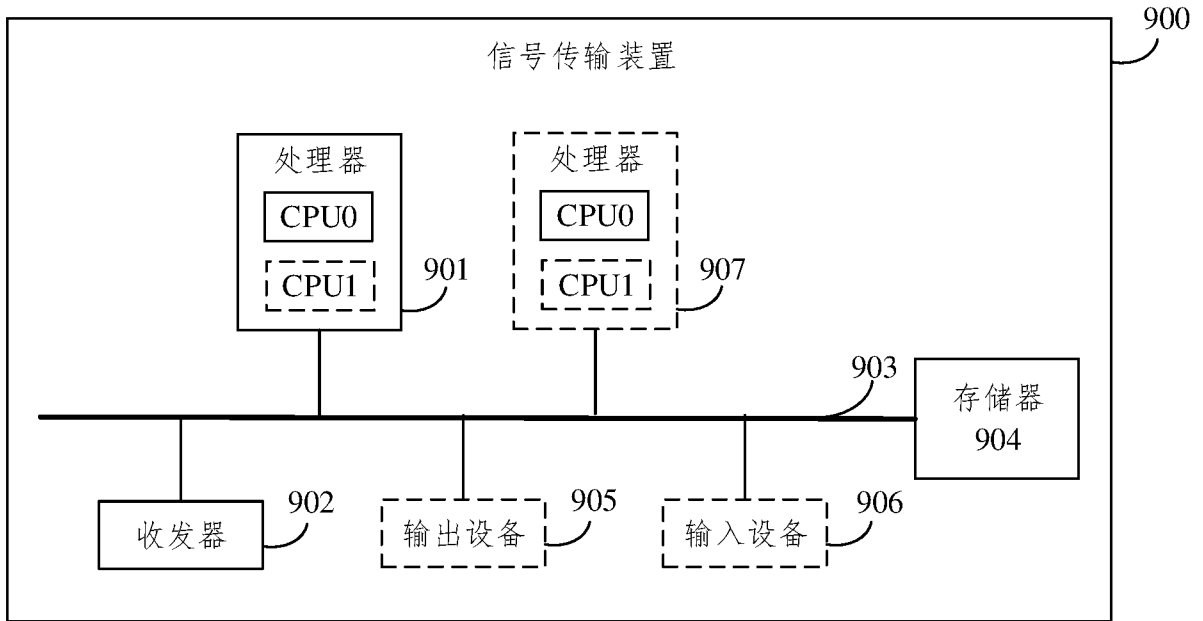 900
信号传输装置
处理器
CPU0
CPU1
901
处理器
CPU0
CPU1
907
903
存储器
904
收发器
902
输出设备
905
输入设备
906